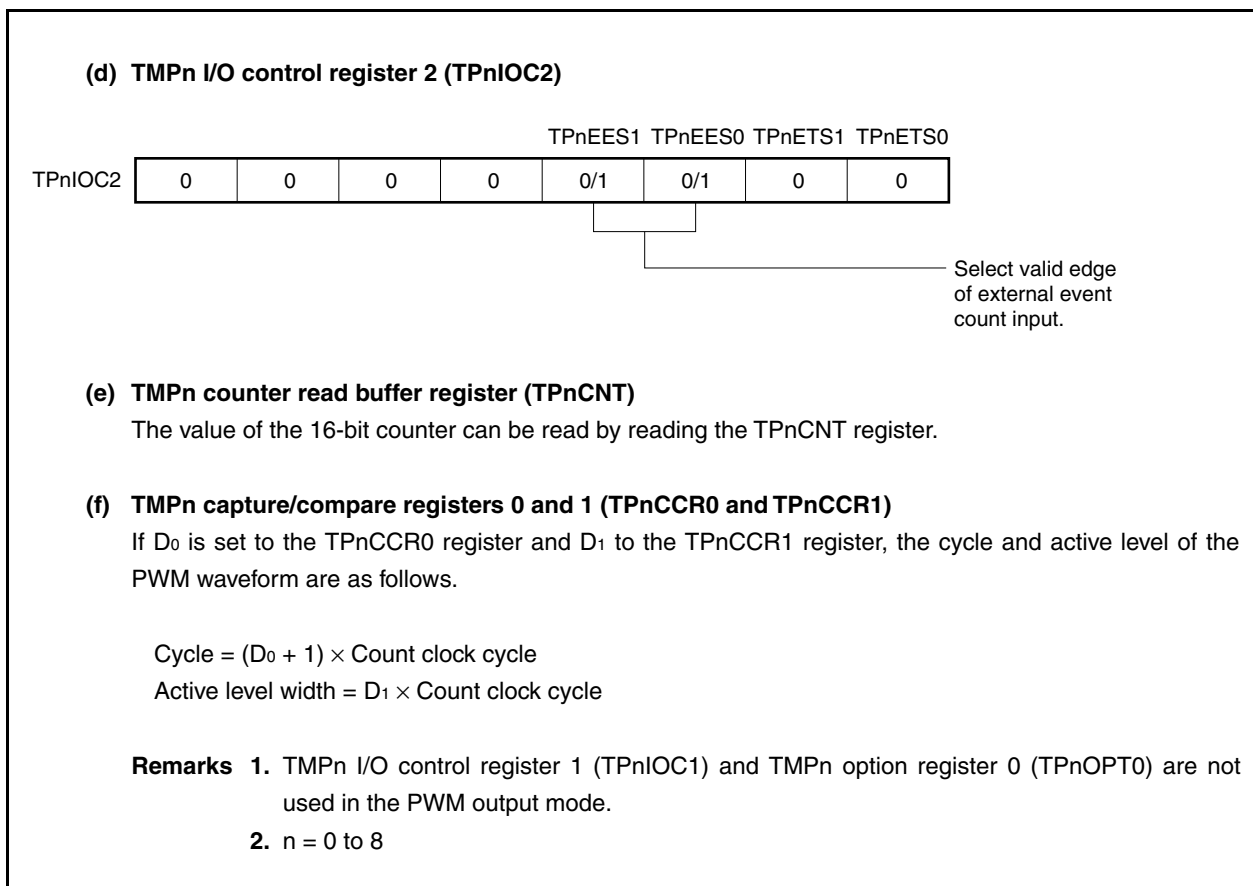 (d) TMPn I/O control register 2 (TPnIOC2)
TPnEES1 TPnEES0 TPnETS1 TPnETS0
TPnIOC2 0 0 0 0 0/1 0/1 0 0
Select valid edge
of external event
count input.
(e) TMPn counter read buffer register (TPnCNT)
The value of the 16-bit counter can be read by reading the TPnCNT register.
(f) TMPn capture/compare registers 0 and 1 (TPnCCR0 and TPnCCR1)
If D0 is set to the TPnCCR0 register and D1 to the TPnCCR1 register, the cycle and active level of the
PWM waveform are as follows.
Cycle = (D0 + 1) × Count clock cycle
Active level width = D1 × Count clock cycle
Remarks 1. TMPn I/O control register 1 (TPnIOC1) and TMPn option register 0 (TPnOPT0) are not
used in the PWM output mode.
2. n = 0 to 8